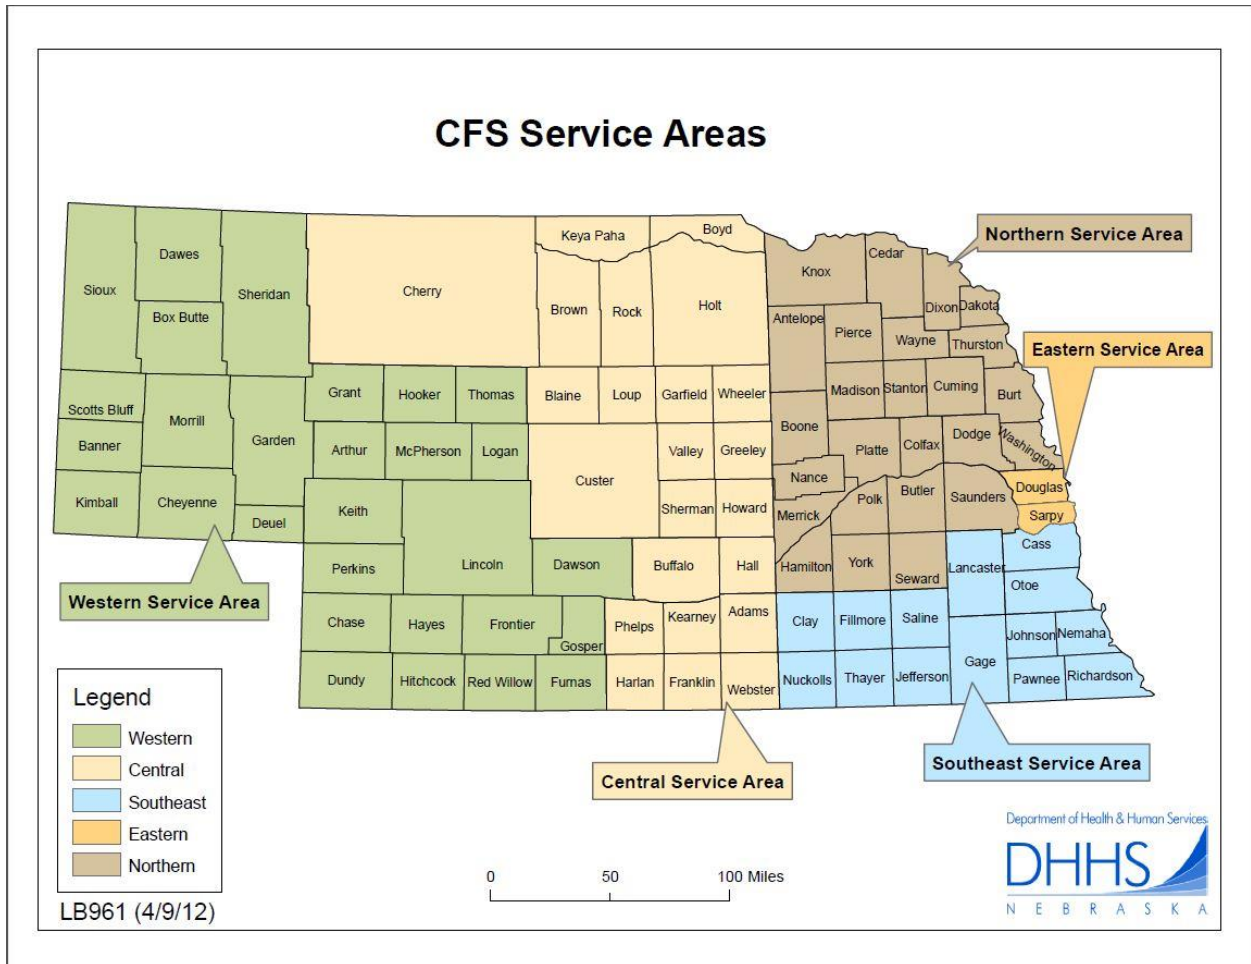 CFS Service Areas
Keya Paha
Boyd
Northern Service Area
Dawes
Cedar
Knox
Sioux
Sheridan
Cherry
Box Butte
Brown
Rock
Holt
Dixon
Dakota
Antelope
Pierce
Wayne
Thurston
Eastern Service Area
Grant
Hooker
Thomas
Blaine
Loup
Garfield
Wheeler
Madison
Stanton
Cuming
Burt
Scotts Bluff
Morrill
Garden
Banner
Arthur
McPherson
Logan
Valley
Greeley
Boone
Platte
Colfax
Dodge
Washington
Custer
Nance
Kimball
Cheyenne
Deuel
Keith
Sherman
Howard
Merrick
Polk
Butler
Saunders
Douglas
Sarpy
Perkins
Lincoln
Dawson
Buffalo
Hall
Hamilton
York
Seward
Lancaster
Cass
Otoe
Western Service Area
Chase
Hayes
Frontier
Gosper
Phelps
Kearney
Adams
Clay
Fillmore
Saline
Johnson
Nemaha
Dundy
Hitchcock
Red Willow
Furnas
Harlan
Franklin
Webster
Nuckolls
Thayer
Jefferson
Gage
Pawnee
Richardson
Central Service Area
Southeast Service Area
Legend
Western
Central
Southeast
Eastern
Northern
LB961 (4/9/12)
0 50 100 Miles
Department of Health & Human Services
DHHS
NEBRASKA